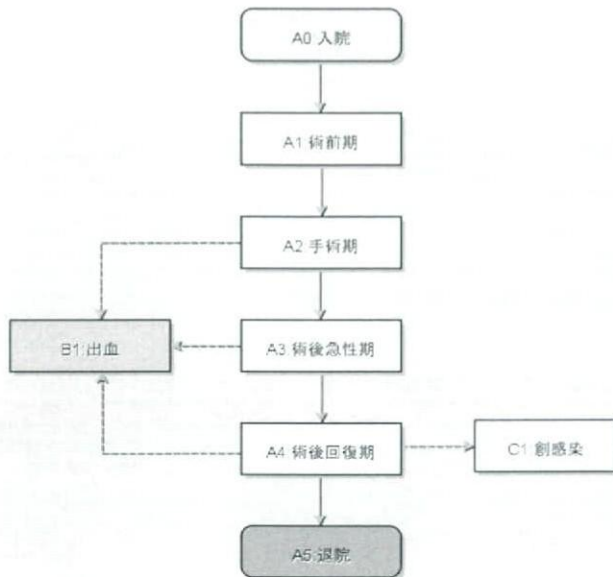 A0.入院
A1.術前期
A2.手術期
B1.出血
A3.術後急性期
A4.術後回復期
C1.創感染
A5.退院